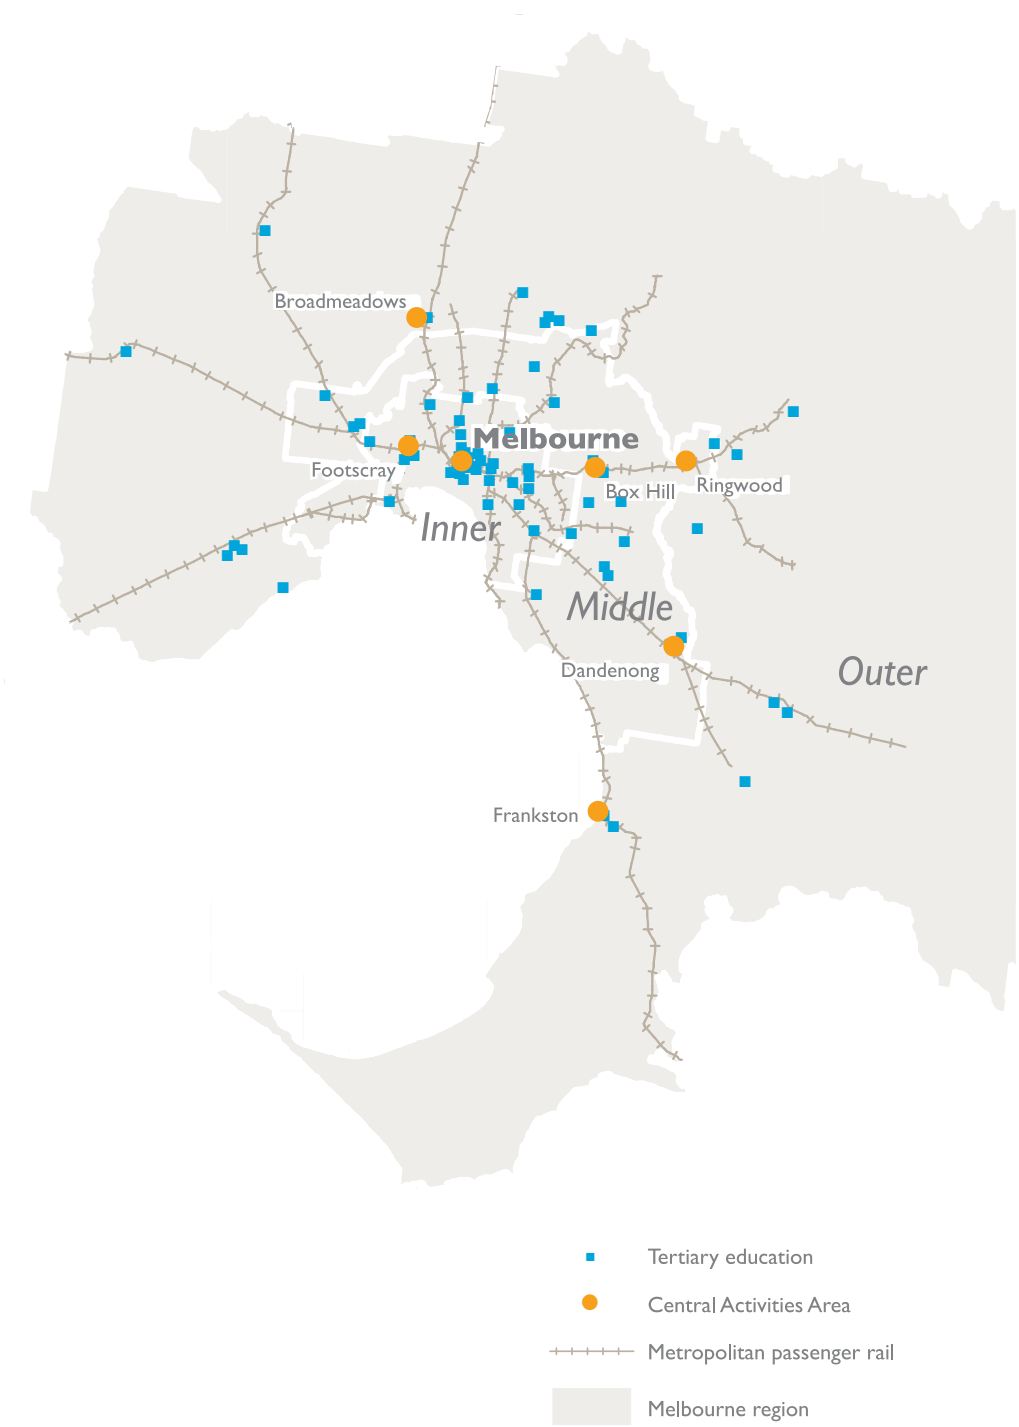 Broadmeadows
Melbourne
Footscray
Ringwood
Box Hill
Inner
Middle
Dandenong
Outer
Frankston
Tertiary education
Central Activities Area
Metropolitan passenger rail
Melbourne region